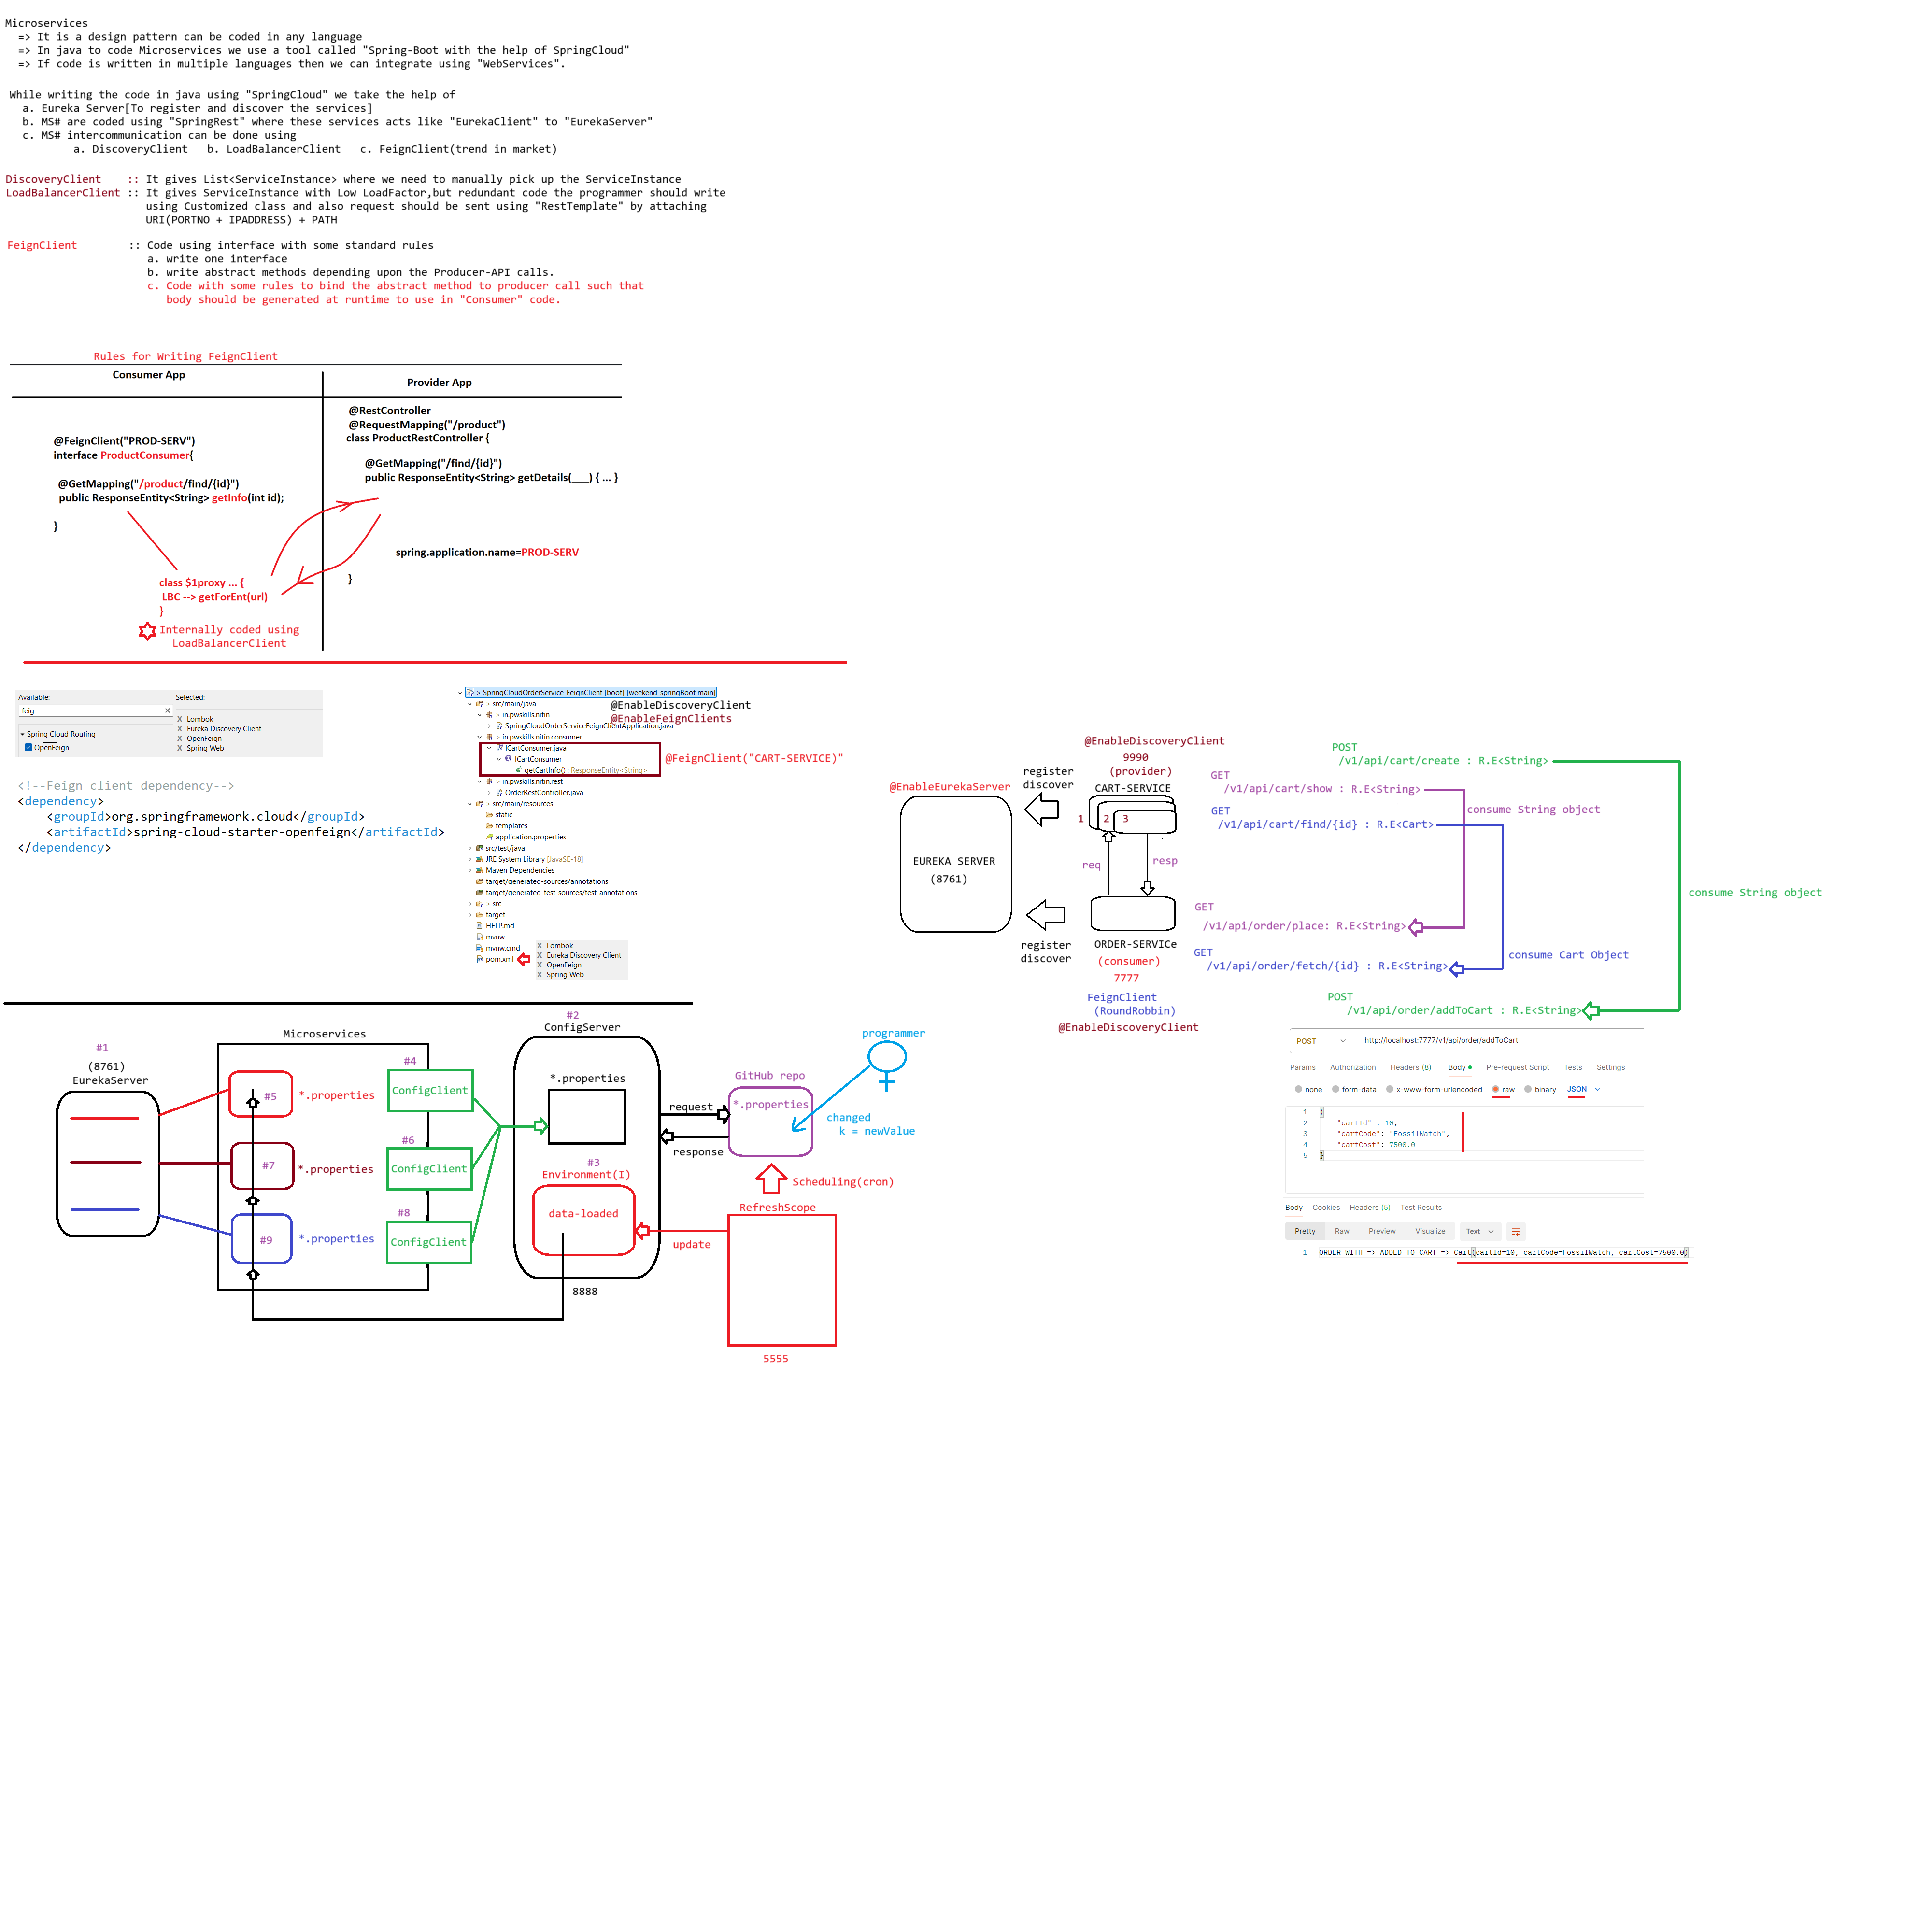 Microservices
=> It is a design pattern can be coded in any language
=> In java to code Microservices we use a tool called "Spring-Boot with the help of SpringCloud"
=> If code is written in multiple languages then we can integrate using "WebServices".
While writing the code in java using "SpringCloud" we take the help of
a. Eureka Server[To register and discover the services]
b. MS# are coded using "SpringRest" where these services acts like "EurekaClient" to "EurekaServer"
c. MS# intercommunication can be done using
a. DiscoveryClient b. LoadBalancerClient c. FeignClient(trend in market)
DiscoveryClient :: It gives List<ServiceInstance> where we need to manually pick up the ServiceInstance
LoadBalancerClient :: It gives ServiceInstance with Low LoadFactor,but redundant code the programmer should write
using Customized class and also request should be sent using "RestTemplate" by attaching
URI(PORTNO + IPADDRESS) + PATH
FeignClient :: Code using interface with some standard rules
a. write one interface
b. write abstract methods depending upon the Producer-API calls.
c. Code with some rules to bind the abstract method to producer call such that
body should be generated at runtime to use in "Consumer" code.
Rules for Writing FeignClient
Consumer App
Provider App
@FeignClient("PROD-SERV")
interface ProductConsumer{
@GetMapping("/product/find/{id}")
public ResponseEntity<String> getInfo(int id);
}
class $1proxy ... {
LBC --> getForEnt(url)
}
Internally coded using
LoadBalancerClient
@RestController
@RequestMapping("/product")
class ProductRestController {
@GetMapping("/find/{id}")
public ResponseEntity<String> getDetails(___) { ... }
spring.application.name=PROD-SERV
}
Available:
feig
Spring Cloud Routing
OpenFeign
Selected:
X Lombok
X Eureka Discovery Client
X OpenFeign
X Spring Web
<!--Feign client dependency-->
<dependency>
<groupId>org.springframework.cloud</groupId>
<artifactId>spring-cloud-starter-openfeign</artifactId>
</dependency>
> SpringCloudOrderService-FeignClient [boot] [weekend_springBoot main]
> src/main/java
@EnableDiscoveryClient
> in.pwskills.nitin
@EnableFeignClients
SpringCloudOrderServiceFeignClientApplication.java
> in.pwskills.nitin.consumer
ICartConsumer.java
ICartConsumer
@FeignClient("CART-SERVICE)"
getCartInfo() : ResponseEntity<String>
> in.pwskills.nitin.rest
OrderRestController.java
> src/main/resources
static
templates
application.properties
src/test/java
JRE System Library [JavaSE-18]
Maven Dependencies
target/generated-sources/annotations
target/generated-test-sources/test-annotations
> src
target
HELP.md
mvnw
mvnw.cmd
pom.xml
X Lombok
X Eureka Discovery Client
X OpenFeign
X Spring Web
@EnableEurekaServer
EUREKA SERVER
(8761)
register
discover
@EnableDiscoveryClient
9990
(provider)
CART-SERVICE
1 2 3
req
resp
register
discover
ORDER-SERVICe
(consumer)
7777
FeignClient
(RoundRobbin)
@EnableDiscoveryClient
POST
/v1/api/cart/create : R.E<String>
GET
/v1/api/cart/show : R.E<String>
consume String object
GET
/v1/api/cart/find/{id} : R.E<Cart>
consume String object
GET
/v1/api/order/place: R.E<String>
GET
/v1/api/order/fetch/{id} : R.E<String>
consume Cart Object
POST
/v1/api/order/addToCart : R.E<String>
POST http://localhost:7777/v1/api/order/addToCart
Params Authorization Headers (8) Body Pre-request Script Tests Settings
none form-data x-www-form-urlencoded raw binary JSON
1 {
2 "cartId" : 10,
3 "cartCode": "FossilWatch",
4 "cartCost": 7500.0
5 }
Body Cookies Headers (5) Test Results
Pretty Raw Preview Visualize Text
1 ORDER WITH => ADDED TO CART => Cart(cartId=10, cartCode=FossilWatch, cartCost=7500.0)
#1
(8761)
EurekaServer
Microservices
#5 *.properties
#7 *.properties
#9 *.properties
#4
ConfigClient
#6
ConfigClient
#8
ConfigClient
#2
ConfigServer
*.properties
#3
Environment(I)
data-loaded
8888
request
response
GitHub repo
*.properties
programmer
changed
k = newValue
Scheduling(cron)
RefreshScope
update
5555